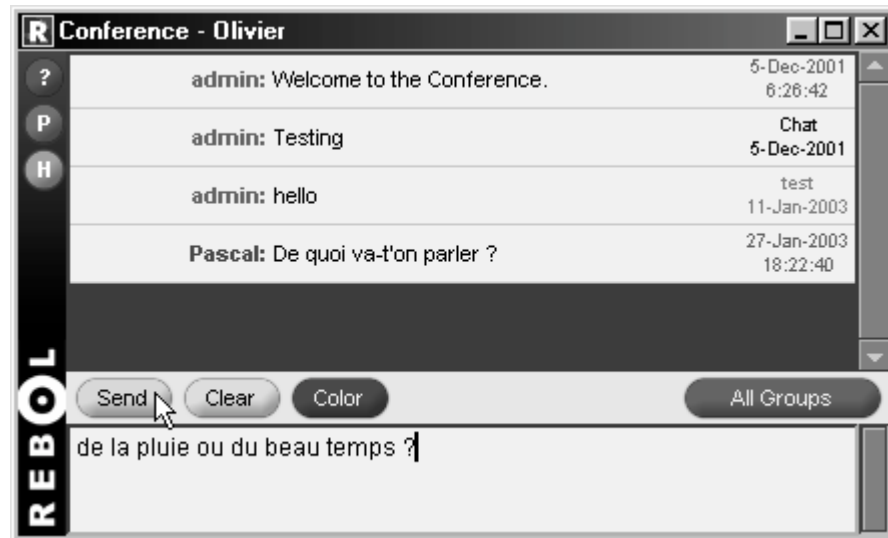 R Conference - Olivier
?
P
H
admin: Welcome to the Conference.
5-Dec-2001
6:26:42
admin: Testing
Chat
5-Dec-2001
admin: hello
test
11-Jan-2003
Pascal: De quoi va-t'on parler ?
27-Jan-2003
18:22:40
REBOL
Send
Clear
Color
All Groups
de la pluie ou du beau temps ?